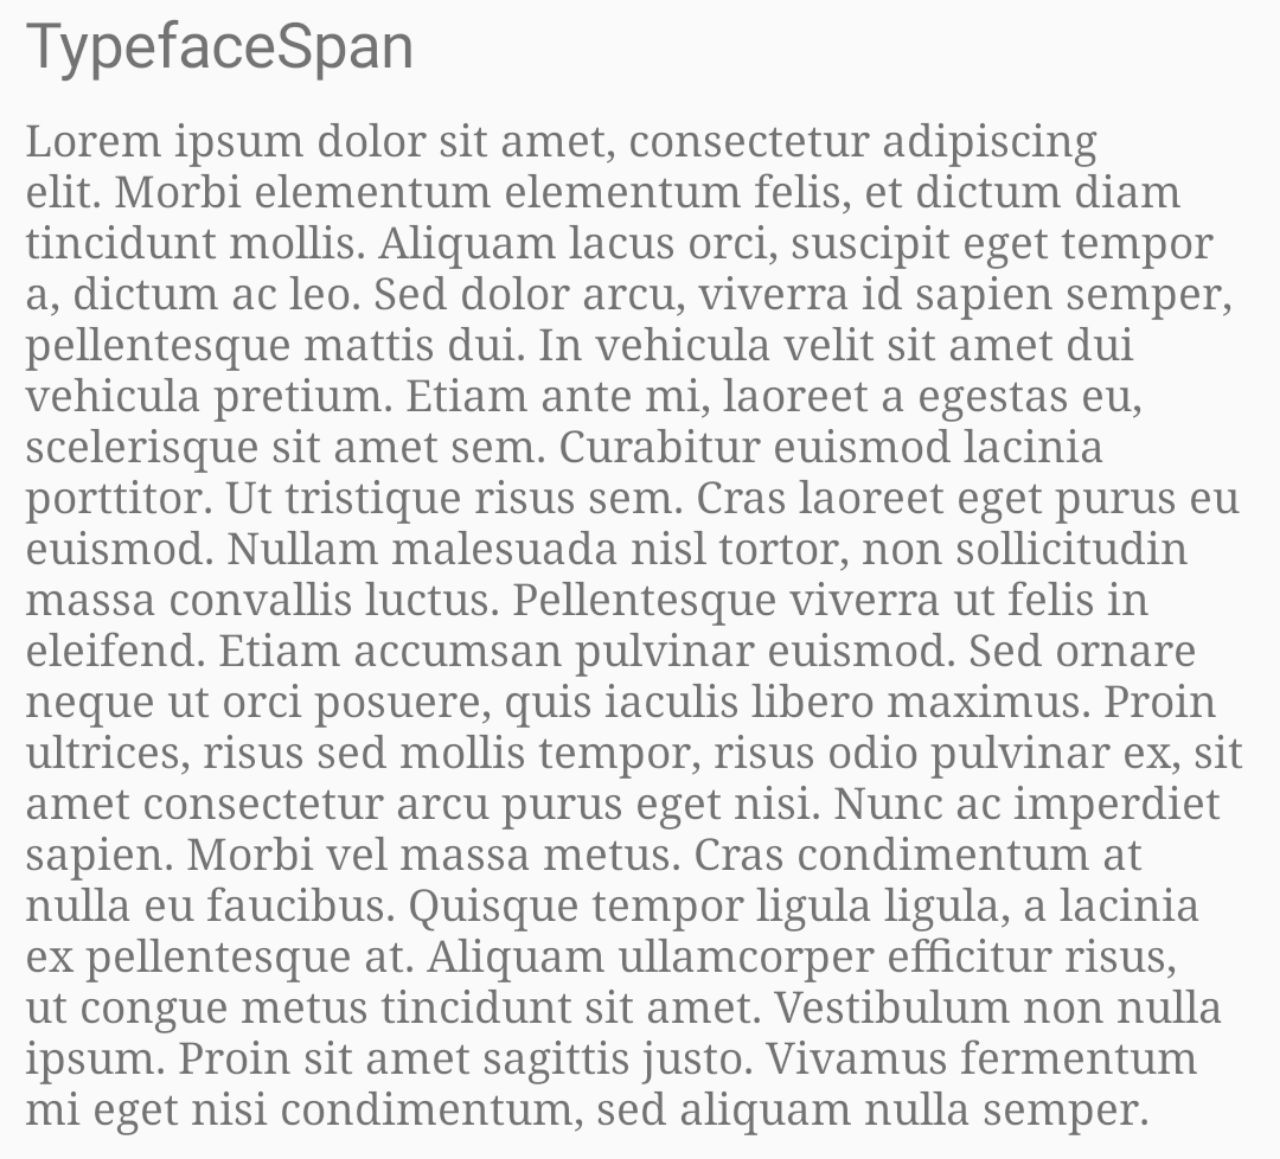 TypefaceSpan
Lorem ipsum dolor sit amet, consectetur adipiscing
elit. Morbi elementum elementum felis, et dictum diam
tincidunt mollis. Aliquam lacus orci, suscipit eget tempor
a, dictum ac leo. Sed dolor arcu, viverra id sapien semper,
pellentesque mattis dui. In vehicula velit sit amet dui
vehicula pretium. Etiam ante mi, laoreet a egestas eu,
scelerisque sit amet sem. Curabitur euismod lacinia
porttitor. Ut tristique risus sem. Cras laoreet eget purus eu
euismod. Nullam malesuada nisl tortor, non sollicitudin
massa convallis luctus. Pellentesque viverra ut felis in
eleifend. Etiam accumsan pulvinar euismod. Sed ornare
neque ut orci posuere, quis iaculis libero maximus. Proin
ultrices, risus sed mollis tempor, risus odio pulvinar ex, sit
amet consectetur arcu purus eget nisi. Nunc ac imperdiet
sapien. Morbi vel massa metus. Cras condimentum at
nulla eu faucibus. Quisque tempor ligula ligula, a lacinia
ex pellentesque at. Aliquam ullamcorper efficitur risus,
ut congue metus tincidunt sit amet. Vestibulum non nulla
ipsum. Proin sit amet sagittis justo. Vivamus fermentum
mi eget nisi condimentum, sed aliquam nulla semper.